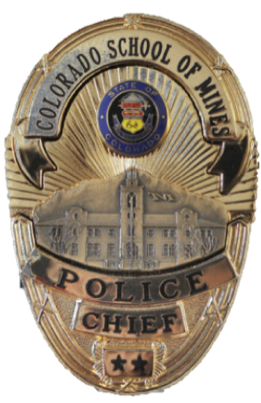 COLORADO SCHOOL OF MINES
STATE OF
COLORADO
POLICE
CHIEF